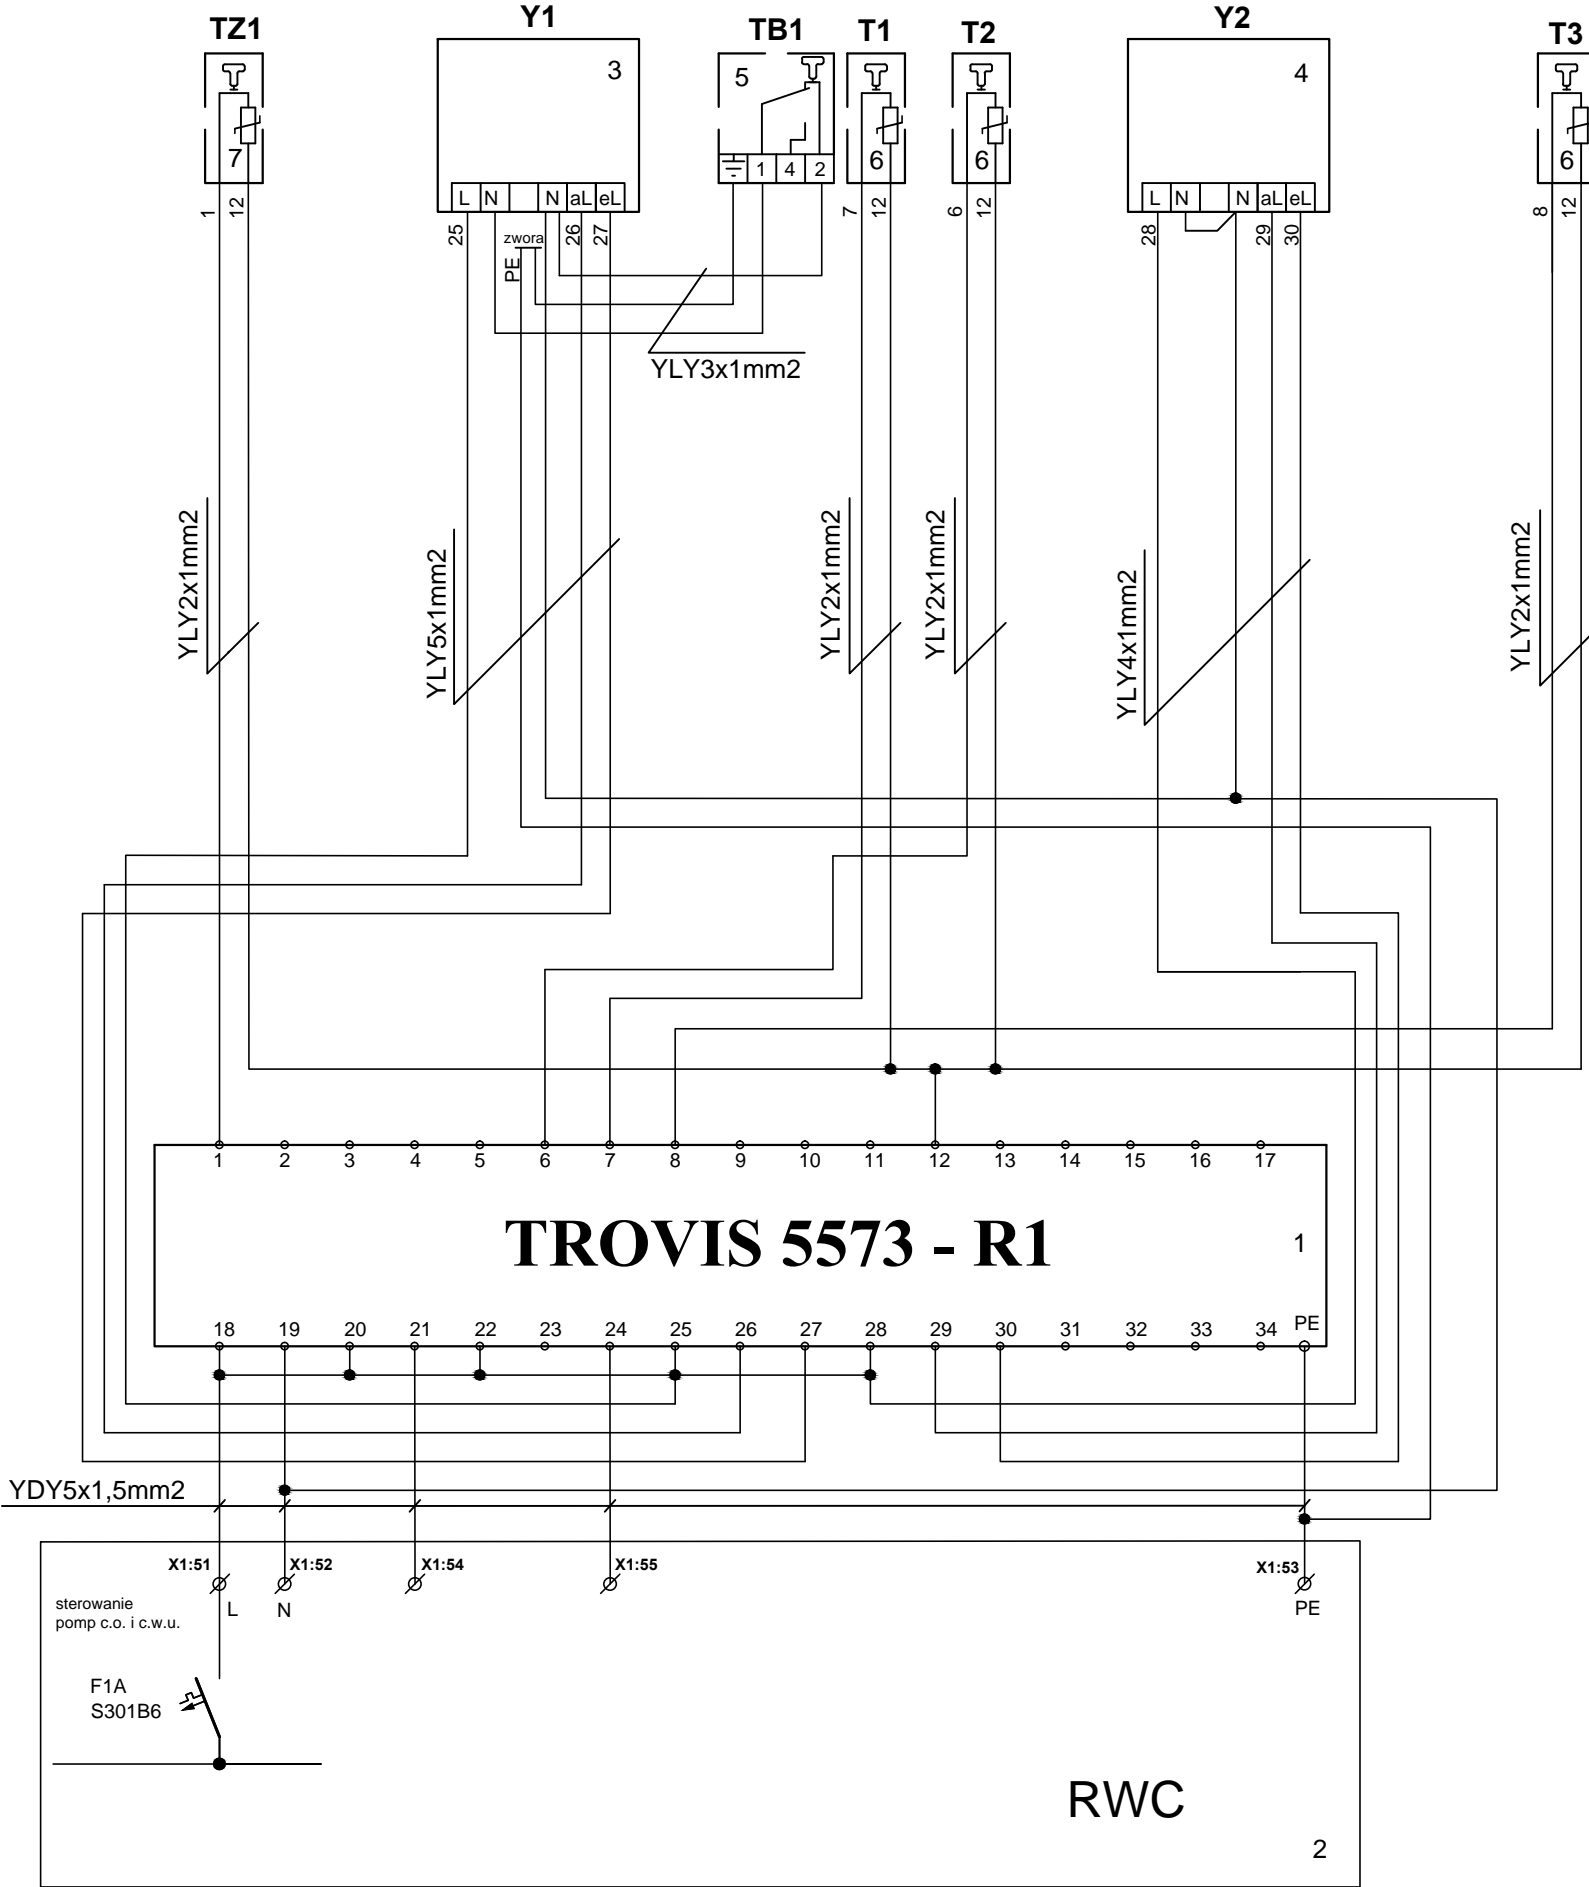 TZ1 Y1 TB1 T1 T2 Y2 T3
3 5 4
7 6 6 6
1 4 2
L N N aL eL
L N N aL eL
1 12
25 26 27
zwora
PE
7 12
6 12
28 29 30
8 12
YLY3x1mm2
YLY2x1mm2
YLY5x1mm2
YLY2x1mm2
YLY2x1mm2
YLY4x1mm2
YLY2x1mm2
1 2 3 4 5 6 7 8 9 10 11 12 13 14 15 16 17
TROVIS 5573 - R1
1
18 19 20 21 22 23 24 25 26 27 28 29 30 31 32 33 34 PE
YDY5x1,5mm2
X1:51 X1:52 X1:54 X1:55 X1:53
L N PE
sterowanie
pomp c.o. i c.w.u.
F1A
S301B6
RWC
2